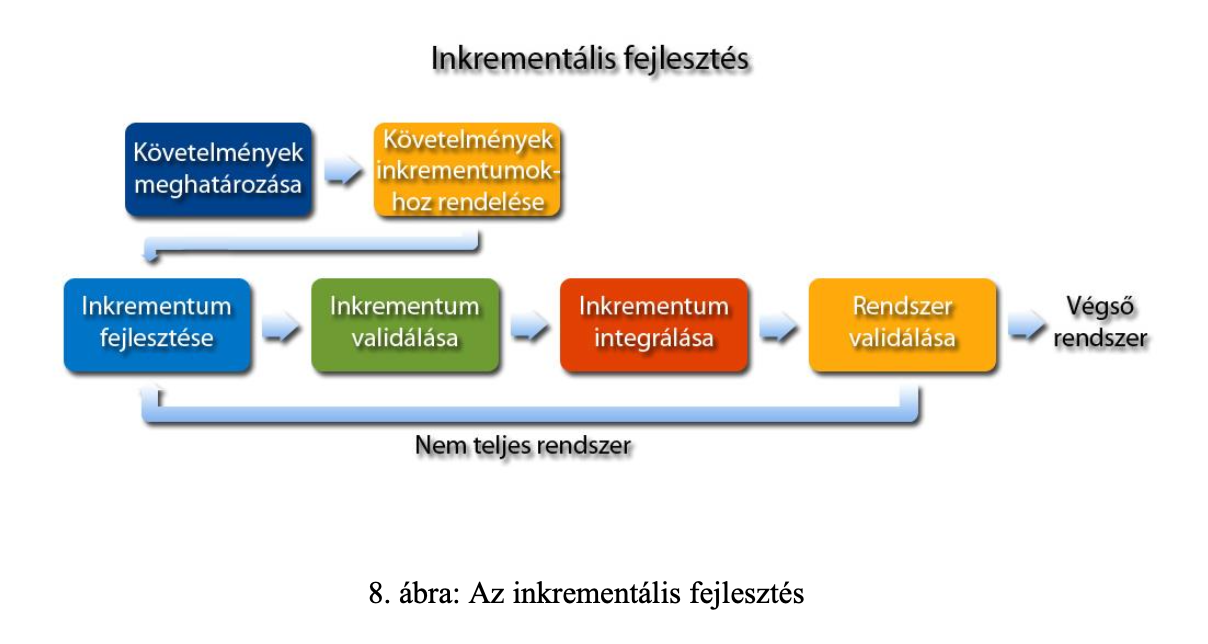 Inkrementális fejlesztés
Követelmények
meghatározása
Követelmények
inkrementumok-
hoz rendelése
Inkrementum
fejlesztése
Inkrementum
validálása
Inkrementum
integrálása
Rendszer
validálása
Végső
rendszer
Nem teljes rendszer
8. ábra: Az inkrementális fejlesztés